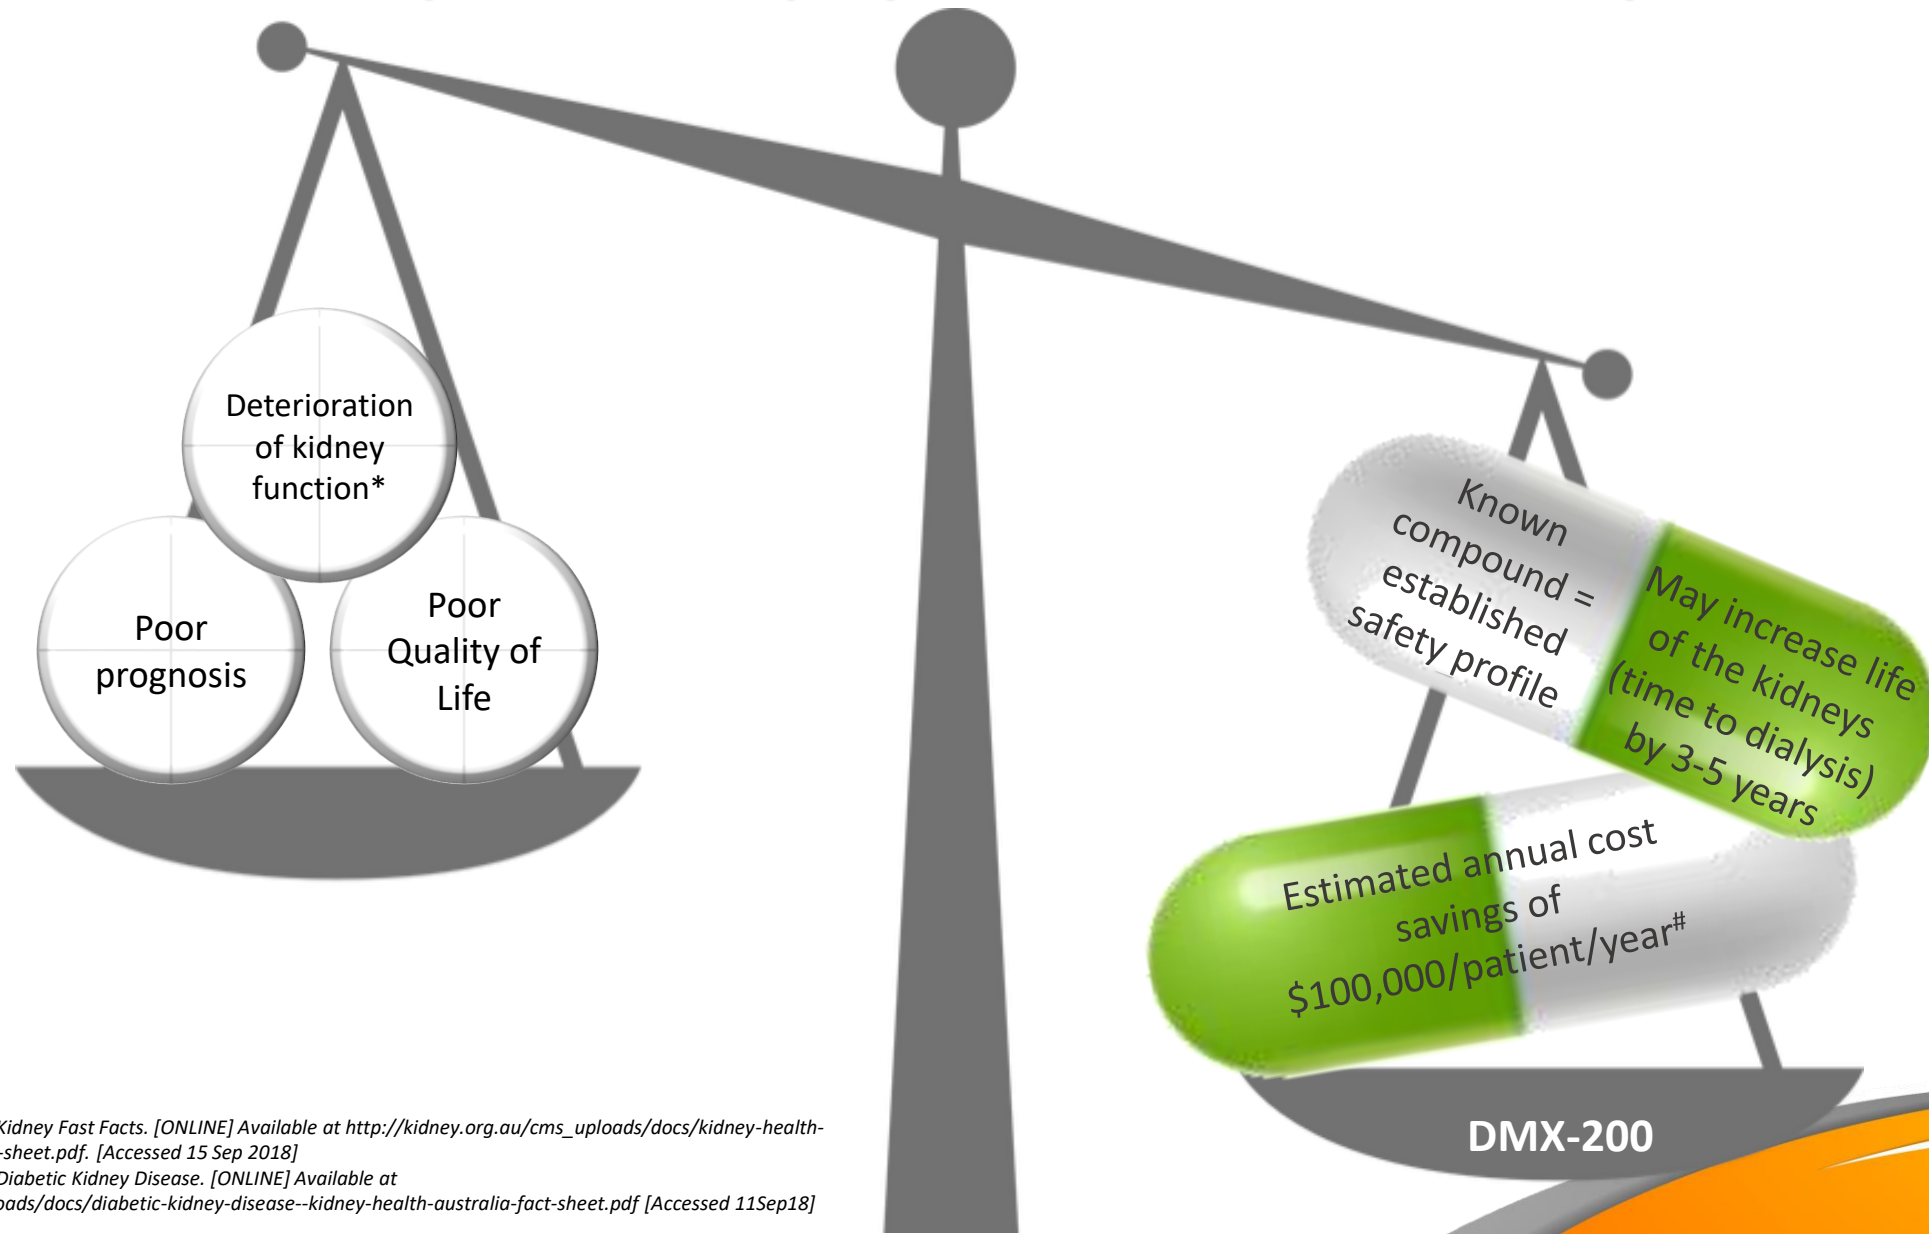 Deterioration
of kidney
function*
Poor
prognosis
Poor
Quality of
Life
Known
compound =
established
safety profile
May increase life
of the kidneys
(time to dialysis)
by 3-5 years
Estimated annual cost
savings of
$100,000/patient/year#
DMX-200
Kidney Fast Facts. [ONLINE] Available at http://kidney.org.au/cms_uploads/docs/kidney-health-
-sheet.pdf. [Accessed 15 Sep 2018]
Diabetic Kidney Disease. [ONLINE] Available at
oads/docs/diabetic-kidney-disease--kidney-health-australia-fact-sheet.pdf [Accessed 11Sep18]